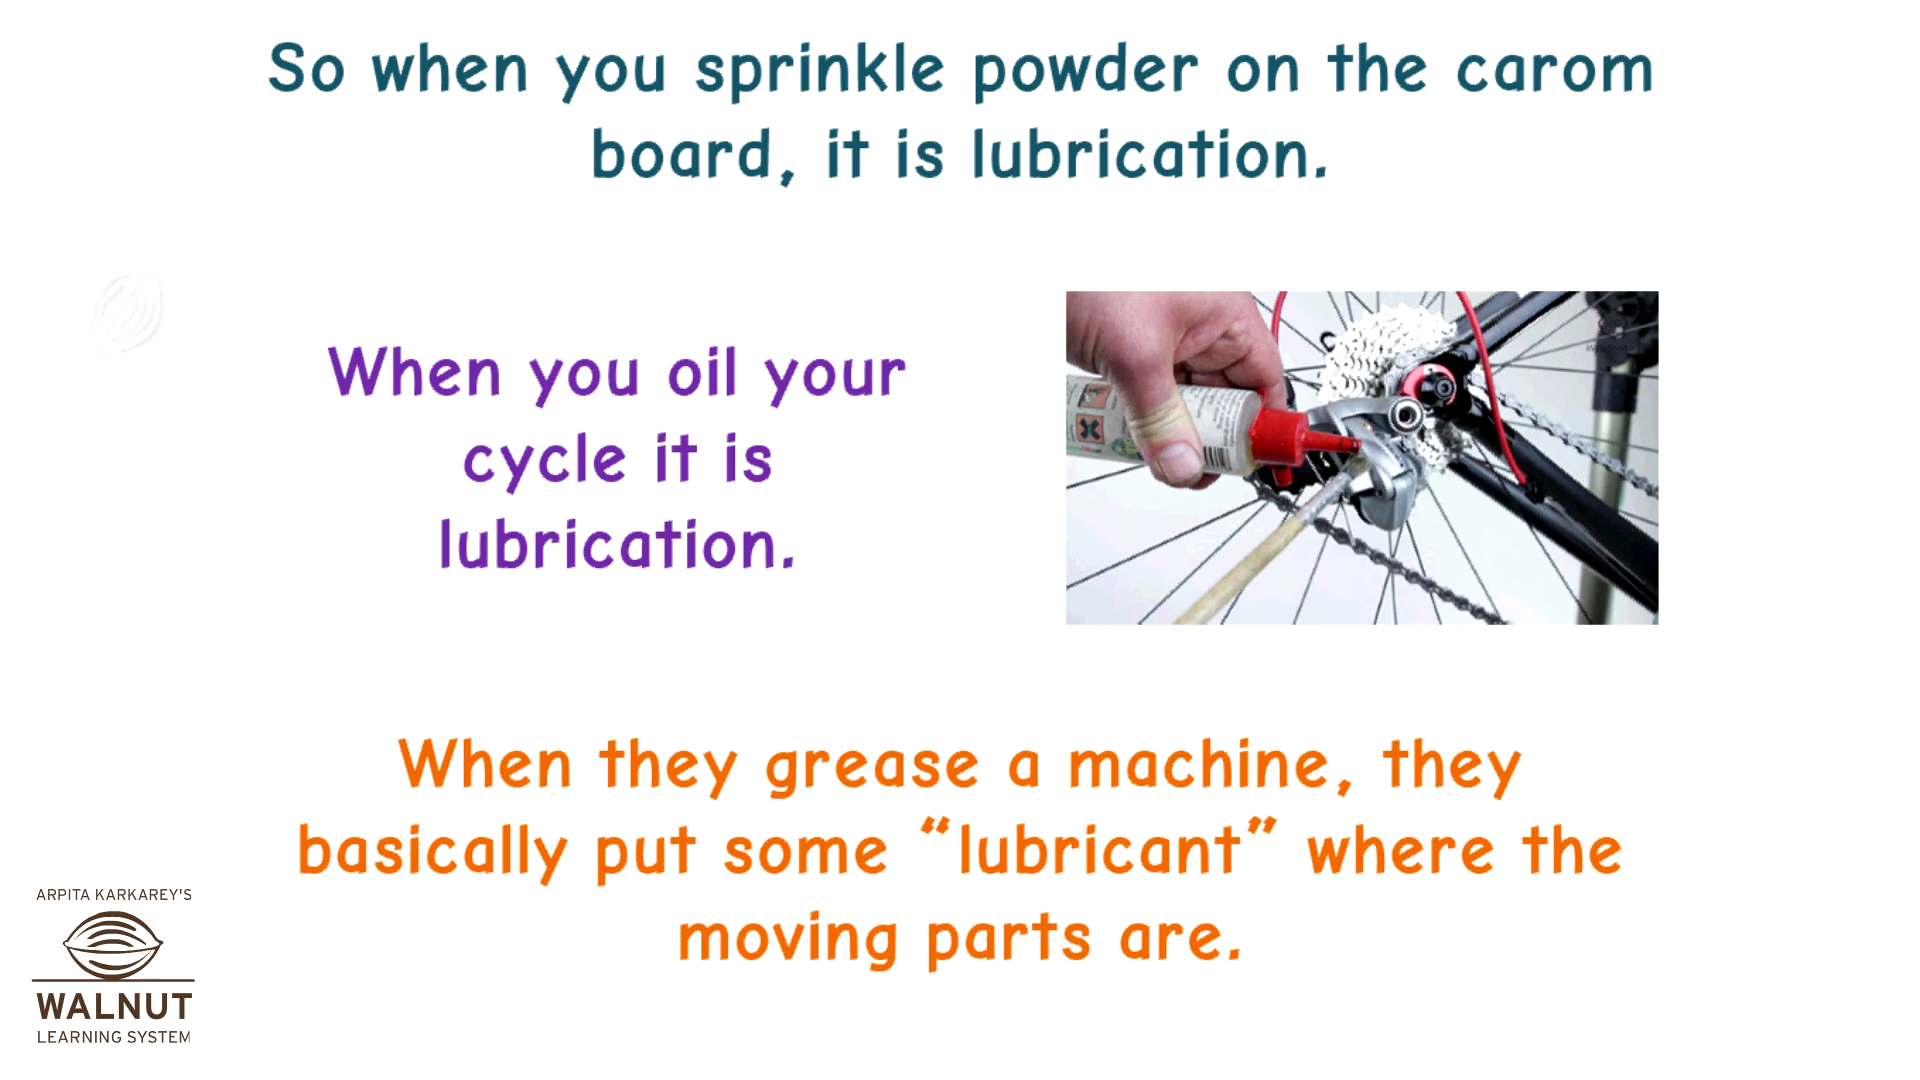 So when you sprinkle powder on the carom
board, it is lubrication.
When you oil your
cycle it is
lubrication.
When they grease a machine, they
basically put some “lubricant” where the
moving parts are.
ARPITA KARKAREY'S
WALNUT
LEARNING SYSTEM